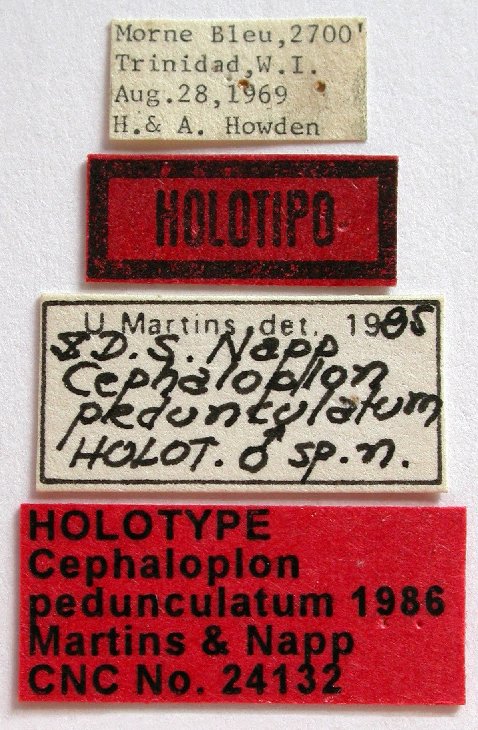 Morne Bleu,2700'
Trinidad,W.I.
Aug.28,1969
H.& A. Howden
HOLOTIPO
U. Martins det. 1985
& D.S. Napp
Cephaloplon
pedunculatum
HOLOT. ♂ sp.n.
HOLOTYPE
Cephaloplon
pedunculatum 1986
Martins & Napp
CNC No. 24132